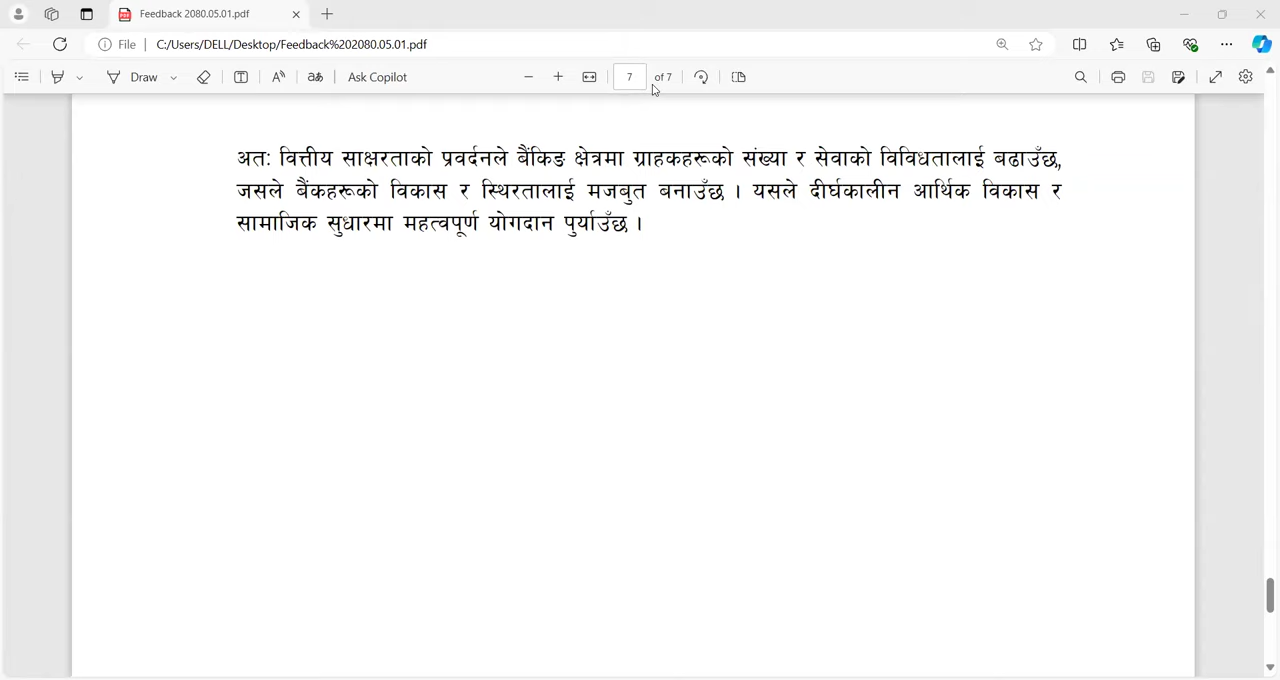 Feedback 2080.05.01.pdf
File
C:/Users/DELL/Desktop/Feedback%202080.05.01.pdf
Draw
Ask Copilot
7 of 7
अतः वित्तीय साक्षरताको प्रवर्दनले बैंकिङ क्षेत्रमा ग्राहकहरूको संख्या र सेवाको विविधतालाई बढाउँछ,
जसले बैंकहरूको विकास र स्थिरतालाई मजबुत बनाउँछ । यसले दीर्घकालीन आर्थिक विकास र
सामाजिक सुधारमा महत्वपूर्ण योगदान पुर्याउँछ ।